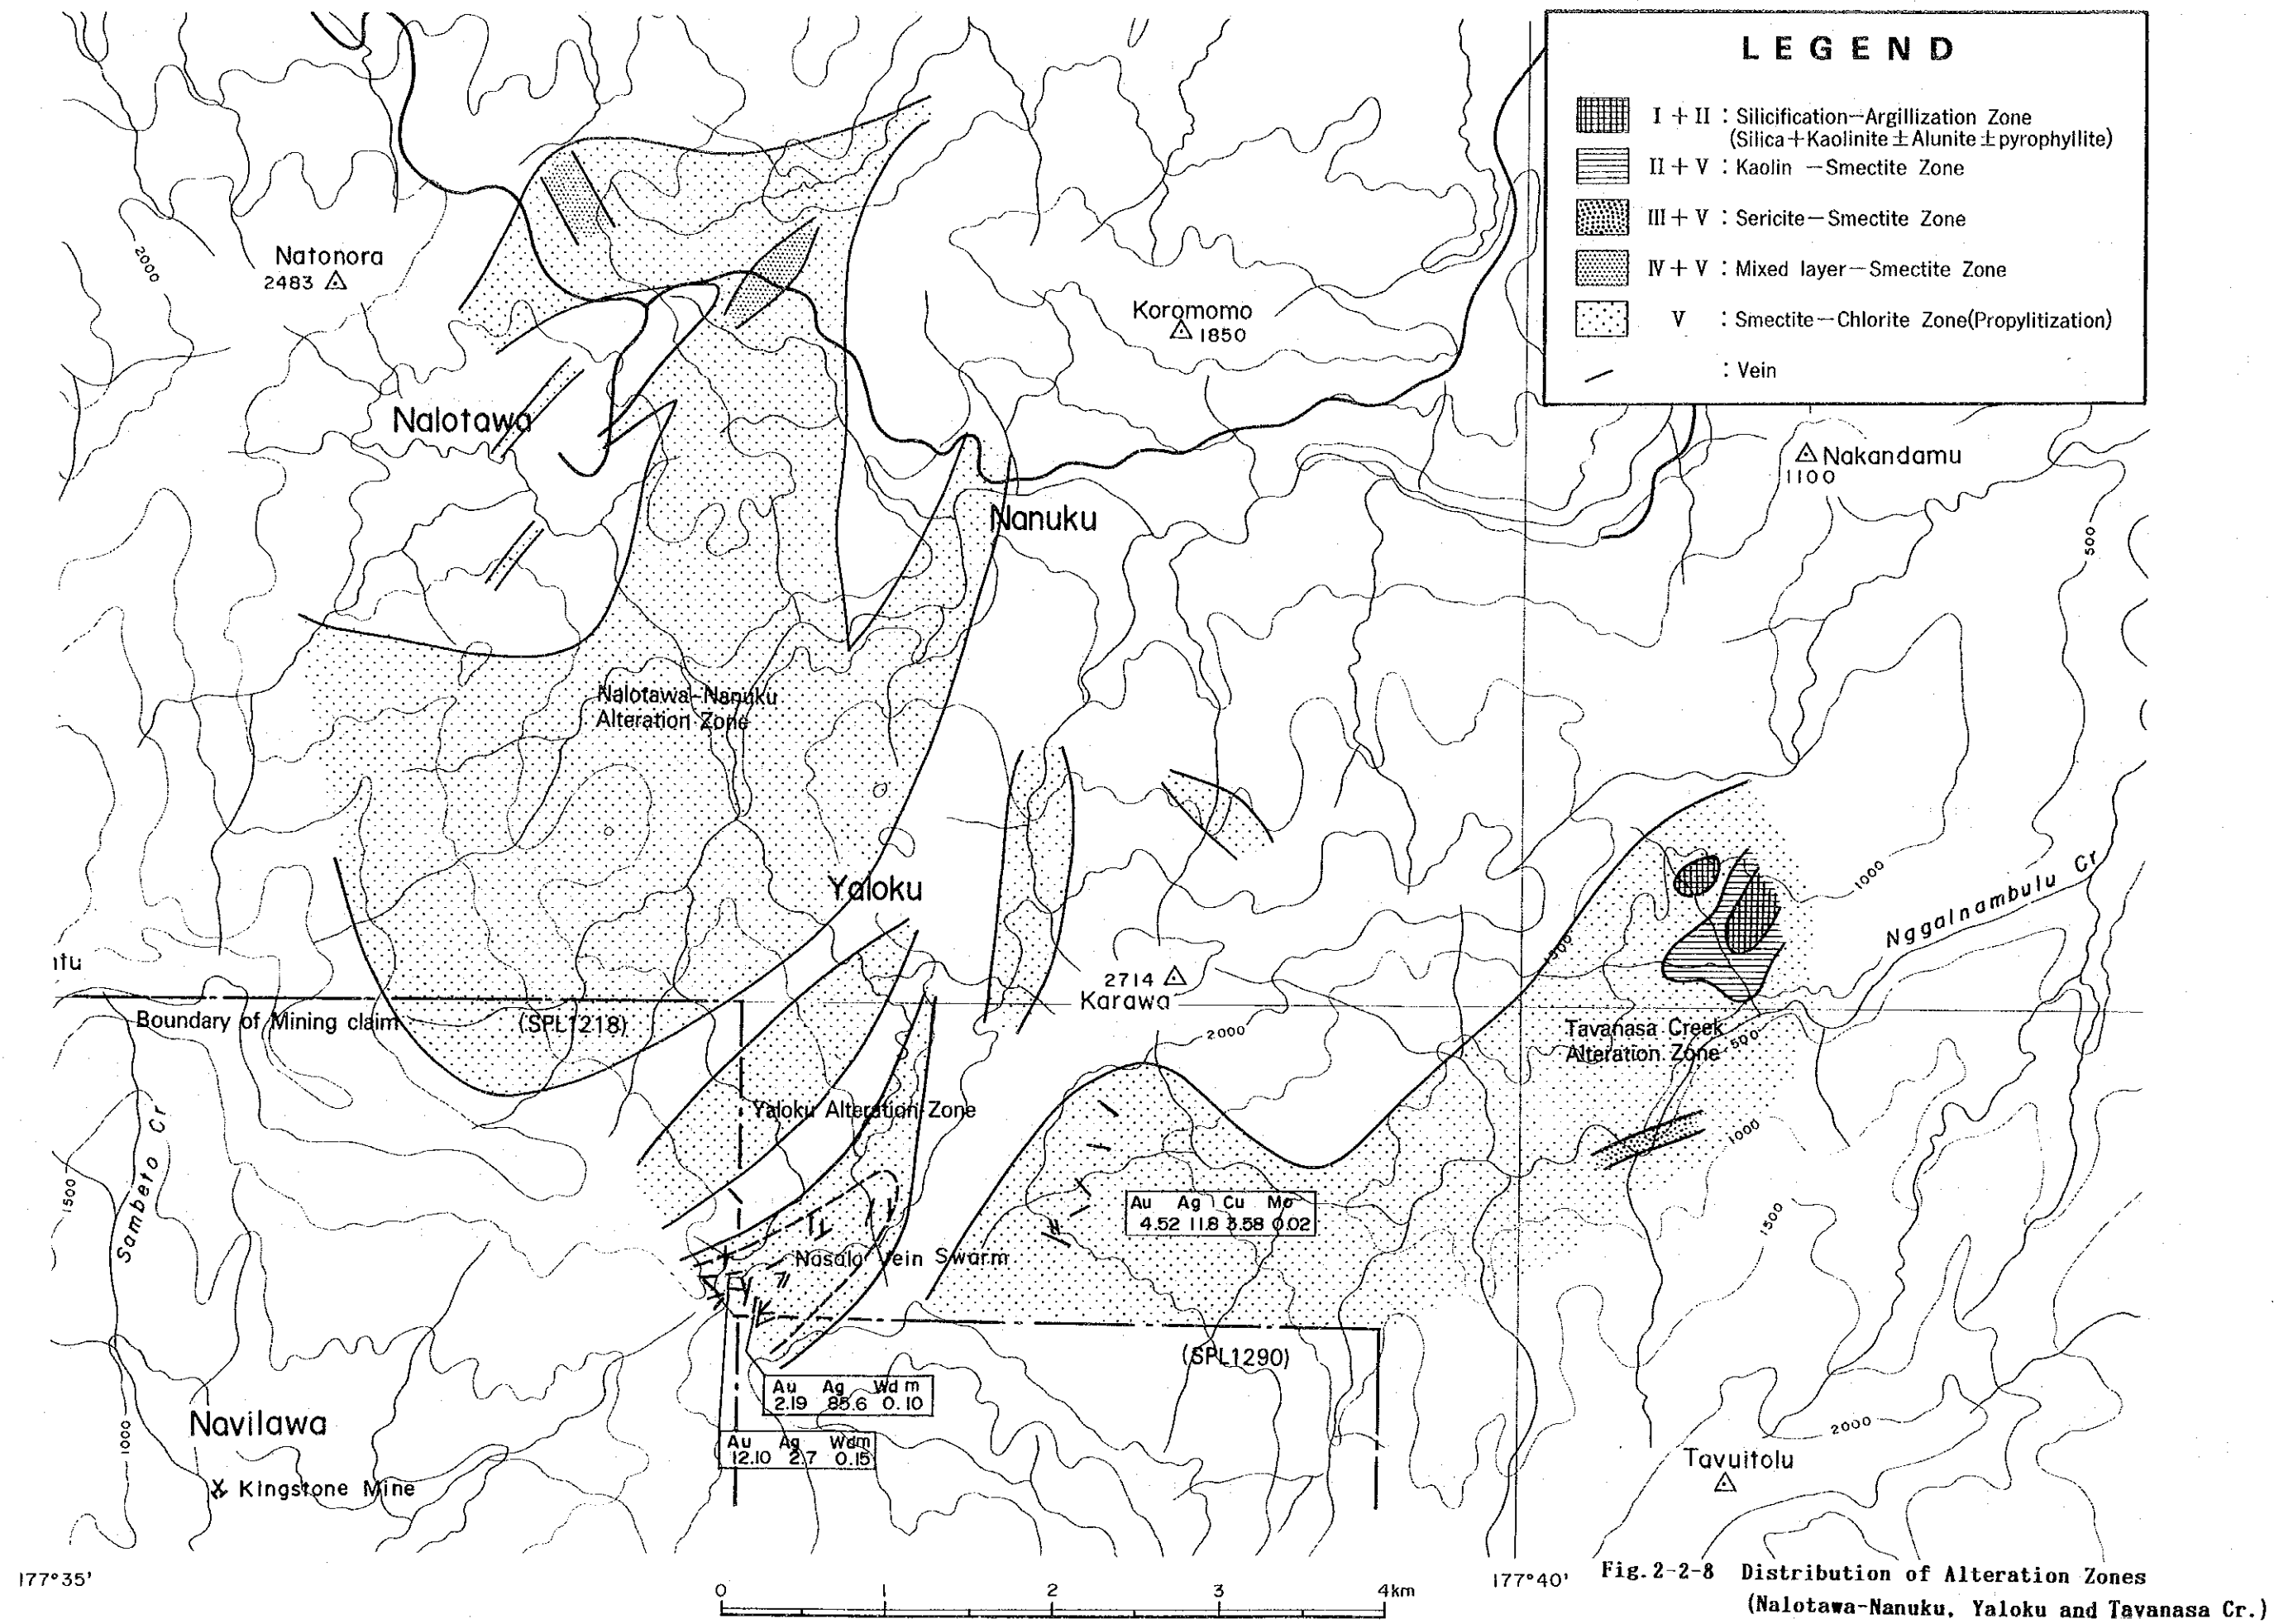 LEGEND
I + II : Silicification-Argillization Zone
(Silica+Kaolinite±Alunite±pyrophyllite)
II + V : Kaolin -Smectite Zone
III + V : Sericite-Smectite Zone
IV + V : Mixed layer-Smectite Zone
V : Smectite-Chlorite Zone(Propylitization)
: Vein
2000
Natonora
2483
Koromomo
1850
Nalotawa
Nakandamu
1100
Nanuku
500
Nalotawa-Nanuku
Alteration Zone
Yaloku
1000
Nggalnambulu Cr
itu
2714
Karawa
1500
Boundary of Mining claim
(SPL1218)
2000
Tavanasa Creek
Alteration Zone
500
Yaloku Alteration Zone
1000
Sambeto Cr
1500
1500
Au Ag Cu Mo
4.52 11.8 3.58 0.02
Nasala Vein Swarm
(SPL1290)
Au Ag Wd m
2.19 85.6 0.10
Navilawa
1000
Au Ag Wdm
12.10 2.7 0.15
2000
Tavuitolu
Kingstone Mine
177°35'
0 1 2 3 4km
177°40'
Fig.2-2-8 Distribution of Alteration Zones
(Nalotawa-Nanuku, Yaloku and Tavanasa Cr.)